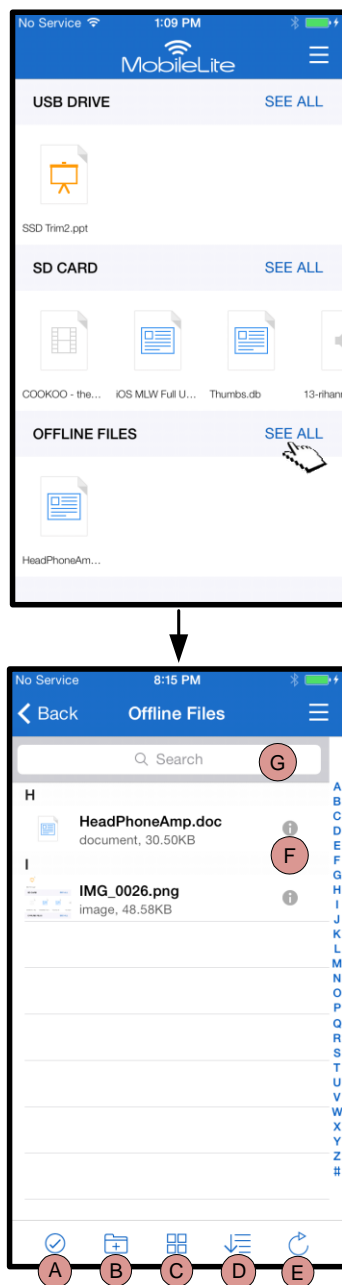 No Service 1:09 PM
MobileLite
USB DRIVE SEE ALL
SSD Trim2.ppt
SD CARD SEE ALL
COOKOO - the... iOS MLW Full U... Thumbs.db 13-rihann
OFFLINE FILES SEE ALL
HeadPhoneAm...
No Service 8:15 PM
Back Offline Files
Search G
H
HeadPhoneAmp.doc
document, 30.50KB
F
I
IMG_0026.png
image, 48.58KB
A
B
C
D
E
F
G
H
I
J
K
L
M
N
O
P
Q
R
S
T
U
V
W
X
Y
Z
#
A B C D E